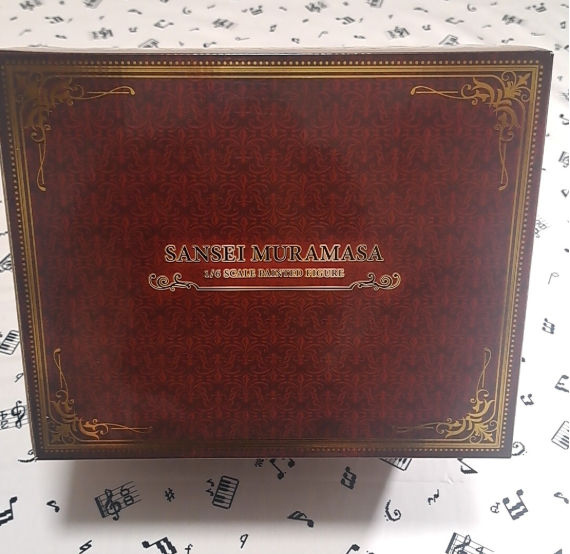 SANSEI MURAMASA
1/6 SCALE PAINTED FIGURE